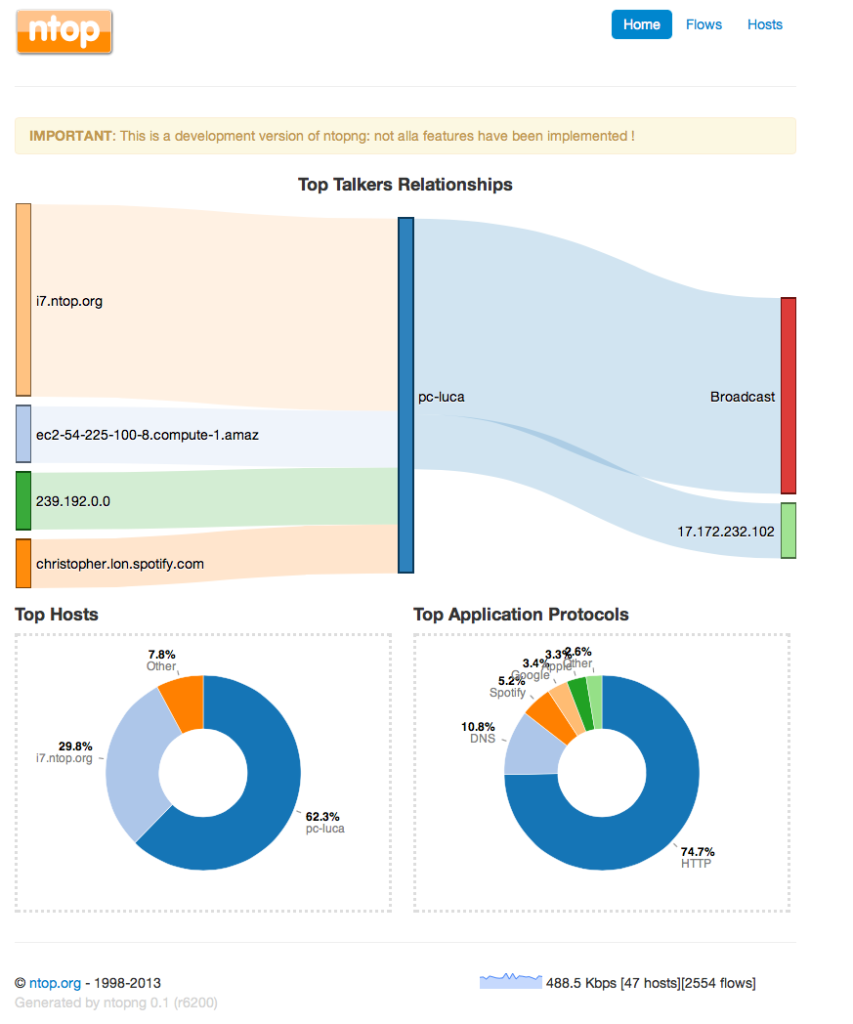 ntop
Home Flows Hosts
IMPORTANT: This is a development version of ntopng: not alla features have been implemented !
Top Talkers Relationships
i7.ntop.org
pc-luca
Broadcast
ec2-54-225-100-8.compute-1.amaz
239.192.0.0
17.172.232.102
christopher.lon.spotify.com
Top Hosts
7.8%
Other
29.8%
i7.ntop.org
62.3%
pc-luca
Top Application Protocols
2.6%
Other
3.3%
Apple
3.4%
Google
5.2%
Spotify
10.8%
DNS
74.7%
HTTP
© ntop.org - 1998-2013
488.5 Kbps [47 hosts][2554 flows]
Generated by ntopng 0.1 (r6200)